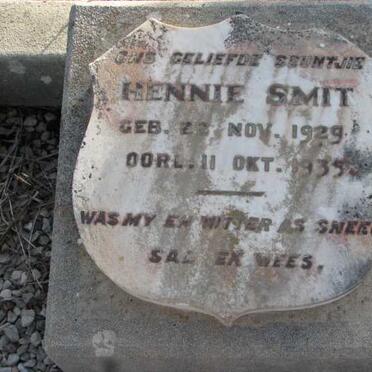 ONS GELIEFDE SEUNTJIE
HENNIE SMIT
GEB. 22 NOV. 1929.
OORL. 11 OKT. 1935.
WAS MY EN WITTER AS SNEEU
SAL EK WEES.